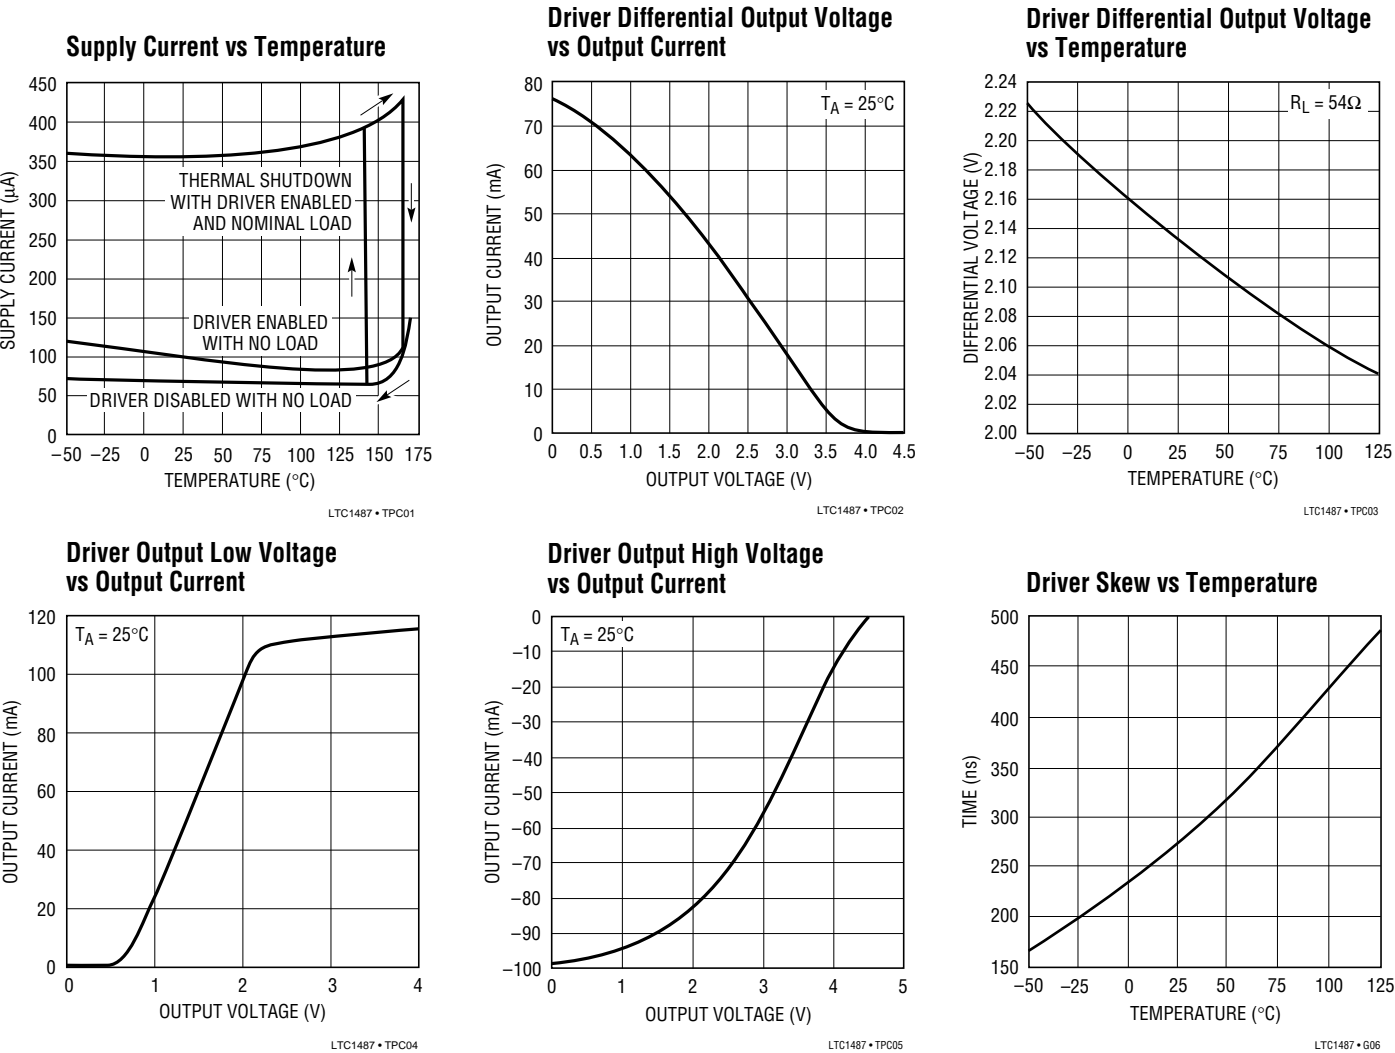 Supply Current vs Temperature
450
400
350
300
250
200
150
100
50
0
SUPPLY CURRENT (µA)
THERMAL SHUTDOWN
WITH DRIVER ENABLED
AND NOMINAL LOAD
DRIVER ENABLED
WITH NO LOAD
DRIVER DISABLED WITH NO LOAD
–50 –25 0 25 50 75 100 125 150 175
TEMPERATURE (°C)
LTC1487 • TPC01
Driver Differential Output Voltage
vs Output Current
80
70
60
50
40
30
20
10
0
OUTPUT CURRENT (mA)
TA = 25°C
0 0.5 1.0 1.5 2.0 2.5 3.0 3.5 4.0 4.5
OUTPUT VOLTAGE (V)
LTC1487 • TPC02
Driver Differential Output Voltage
vs Temperature
2.24
2.22
2.20
2.18
2.16
2.14
2.12
2.10
2.08
2.06
2.04
2.02
2.00
DIFFERENTIAL VOLTAGE (V)
RL = 54Ω
–50 –25 0 25 50 75 100 125
TEMPERATURE (°C)
LTC1487 • TPC03
Driver Output Low Voltage
vs Output Current
120
100
80
60
40
20
0
OUTPUT CURRENT (mA)
TA = 25°C
0 1 2 3 4
OUTPUT VOLTAGE (V)
LTC1487 • TPC04
Driver Output High Voltage
vs Output Current
0
–10
–20
–30
–40
–50
–60
–70
–80
–90
–100
OUTPUT CURRENT (mA)
TA = 25°C
0 1 2 3 4 5
OUTPUT VOLTAGE (V)
LTC1487 • TPC05
Driver Skew vs Temperature
500
450
400
350
300
250
200
150
TIME (ns)
–50 –25 0 25 50 75 100 125
TEMPERATURE (°C)
LTC1487 • G06